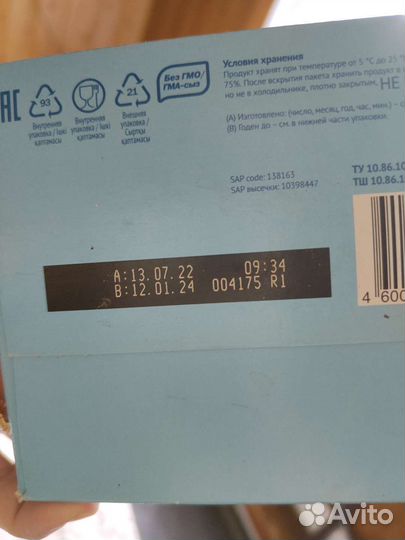 Условия хранения
Продукт хранят при температуре от 5 °С до 25 °
75%. После вскрытия пакета хранить продукт в
но не в холодильнике, плотно закрытым. НЕ
(А) Изготовлено: (число, месяц, год, час, мин.) –
(В) Годен до – см. в нижней части упаковки.
Без ГМО/
ГМА-сыз
EAC
93
21
Внутренняя упаковка / Ішкі қаптамасы
Внутренняя упаковка / Ішкі қаптамасы
Внешняя упаковка / Сыртқы қаптамасы
SAP code: 138163
SAP высечки: 10398447
ТУ 10.86.10
ТШ 10.86.1
A:13.07.22 09:34
B:12.01.24 004175 R1
4 600
Avito